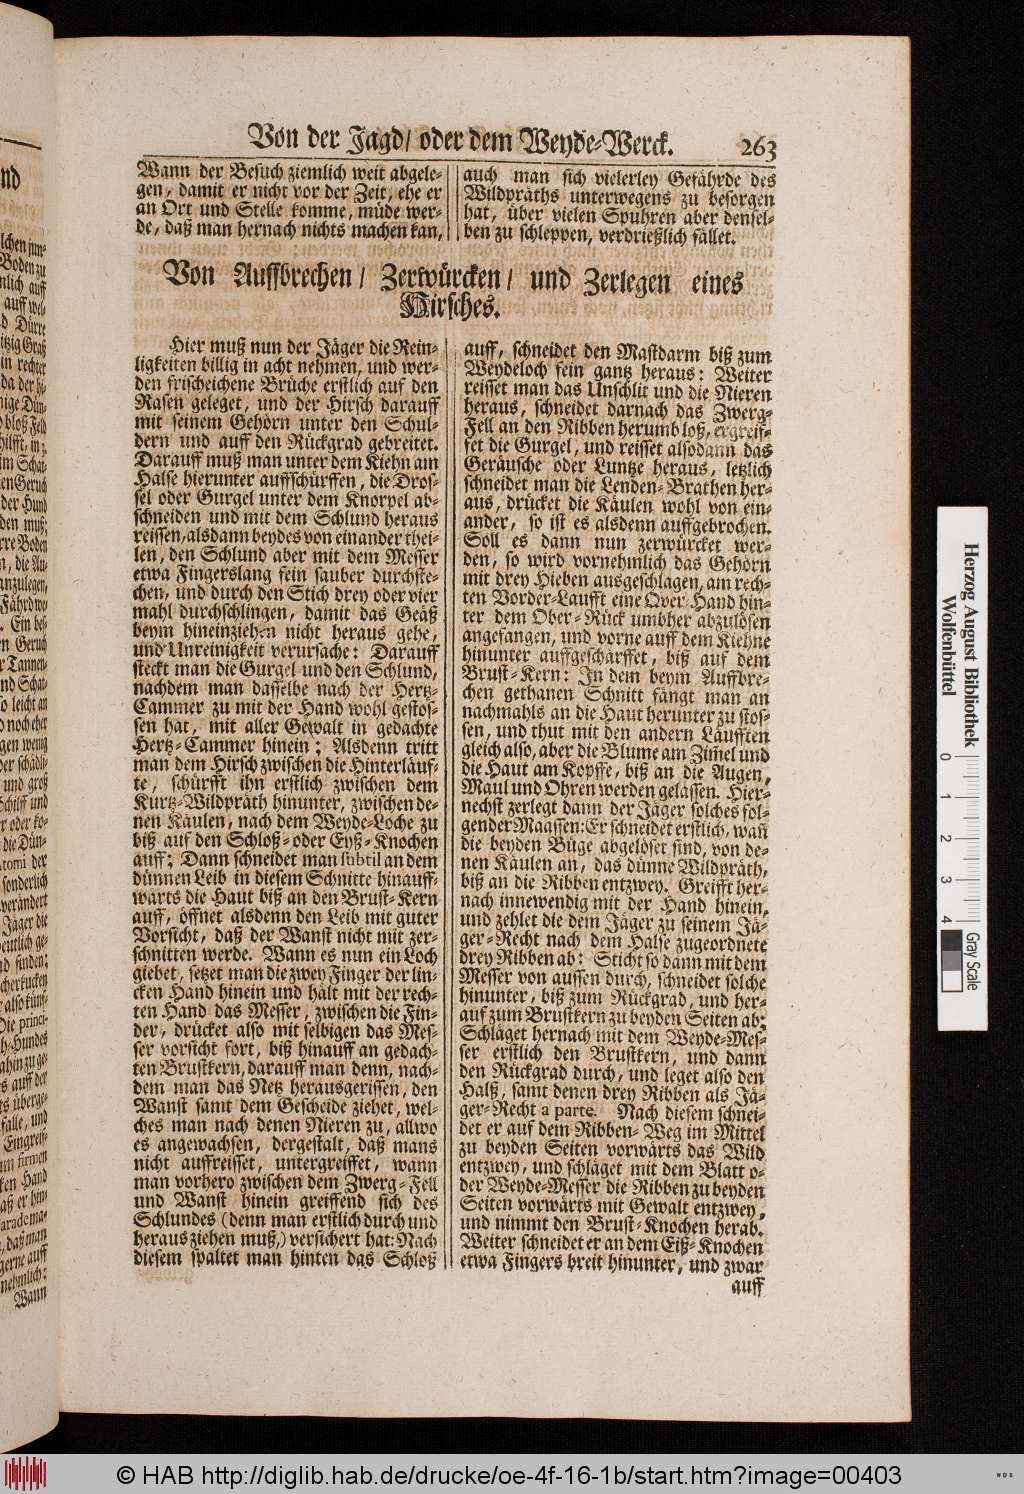 Von der Jagd/ oder dem Weyde-Werck. 263
Wann der Besuch ziemlich weit abgele-
gen, damit er nicht vor der Zeit, ehe er
an Ort und Stelle komme, müde wer-
de, daß man hernach nichts machen kan,
auch man sich vielerley Gefährde des
Wildpräths unterwegens zu besorgen
hat, über vielen Spuhren aber densel-
ben zu schleppen, verdrießlich fället.
Von Auffbrechen/ Zerwürcken/ und Zerlegen eines
Hirsches.
Hier muß nun der Jäger die Rein-
ligkeiten billig in acht nehmen, und wer-
den frischeichene Brüche erstlich auf den
Rasen geleget, und der Hirsch darauff
mit seinem Gehörn unter den Schul-
dern und auff den Rückgrad gebreitet.
Darauff muß man unter dem Kiehn am
Halse hierunter auffschürffen, die Dros-
sel oder Gurgel unter dem Knorpel ab-
schneiden und mit dem Schlund heraus
reissen, alsdann beydes von einander thei-
len, den Schlund aber mit dem Messer
etwa Fingerslang fein sauber durchste-
chen, und durch den Stich drey oder vier
mahl durchschlingen, damit das Geäß
beym hineinziehen nicht heraus gehe,
und Unreinigkeit verursache: Darauff
steckt man die Gurgel und den Schlund,
nachdem man dasselbe nach der Hertz-
Cammer zu mit der Hand wohl gestos-
sen hat, mit aller Gewalt in gedachte
Hertz-Cammer hinein; Alsdenn tritt
man dem Hirsch zwischen die Hinterläuf-
te, schürfft ihn erstlich zwischen dem
Kurtz-Wildpräth hinunter, zwischen de-
nen Käulen, nach dem Weyde-Loche zu
biß auf den Schloß- oder Eyß-Knochen
auff; Dann schneidet man subtil an dem
dünnen Leib in diesem Schnitte hinauff-
wärts die Haut biß an den Brust-Kern
auff, öffnet alsdenn den Leib mit guter
Vorsicht, daß der Wanst nicht mit zer-
schnitten werde. Wann es nun ein Loch
giebet, setzet man die zwey Finger der lin-
cken Hand hinein und hält mit der rech-
ten Hand das Messer, zwischen die Fin-
der, drücket also mit selbigen das Mes-
ser vorsicht fort, biß hinauff an gedach-
ten Brustkern, darauff man denn, nach-
dem man das Netz herausgerissen, den
Wanst samt dem Gescheide ziehet, wel-
ches man nach denen Nieren zu, allwo
es angewachsen, dergestalt, daß mans
nicht auffreisset, untergreiffet, wann
man vorhero zwischen dem Zwerg-Fell
und Wanst hinein greiffend sich des
Schlundes (denn man erstlich durch und
heraus ziehen muß,) versichert hat: Nach
diesem spaltet man hinten das Schloß
auff, schneidet den Mastdarm biß zum
Weydeloch fein gantz heraus: Weiter
reisset man das Unschlit und die Nieren
heraus, schneidet darnach das Zwerg-
Fell an den Ribben herumb loß, ergreif-
fet die Gurgel, und reisset alsodann das
Geräusche oder Luntze heraus, letzlich
schneidet man die Lenden-Brathen her-
aus, drücket die Käulen wohl von ein-
ander, so ist es alsdenn auffgebrochen.
Soll es dann nun zerwürcket wer-
den, so wird vornehmlich das Gehörn
mit drey Hieben ausgeschlagen, am rech-
ten Vorder-Laufft eine Qver-Hand hin-
ter dem Ober-Rück umbher abzulösen
angefangen, und vorne auff dem Kiehne
hinunter auffgeschärffet, biß auf dem
Brust-Kern: In dem beym Auffbre-
chen gethanen Schnitt fängt man an
nachmahls an die Haut herunter zu stos-
sen, und thut mit den andern Läufften
gleich also, aber die Blume am Zim̃el und
die Haut am Kopffe, biß an die Augen,
Maul und Ohren werden gelassen. Hier-
nechst zerlegt dann der Jäger solches fol-
gender Maassen: Er schneidet erstlich, wañ
die beyden Büge abgelöset sind, von de-
nen Käulen an, das dünne Wildpräth,
biß an die Ribben entzwey. Greifft her-
nach innewendig mit der Hand hinein,
und zehlet die dem Jäger zu seinem Jä-
ger-Recht nach dem Halse zugeordnete
drey Ribben ab: Sticht so dann mit dem
Messer von aussen durch, schneidet solche
hinunter, biß zum Rückgrad, und her-
auf zum Brustkern zu beyden Seiten ab;
Schläget hernach mit dem Weyde-Mes-
ser erstlich den Brustkern, und dann
den Rückgrad durch, und leget also den
Halß, samt denen drey Ribben als Jä-
ger-Recht a parte. Nach diesem schnei-
det er auf dem Ribben-Weg im Mittel
zu beyden Seiten vorwärts das Wild
entzwey, und schläget mit dem Blatt o-
der Weyde-Messer die Ribben zu beyden
Seiten vorwärts mit Gewalt entzwey,
und nimmt den Brust-Knochen herab.
Weiter schneidet er an dem Eiß-Knochen
etwa Fingers breit hinunter, und zwar
auff
Herzog August Bibliothek
Wolfenbüttel
0 1 2 3 4
Gray Scale
© HAB http://diglib.hab.de/drucke/oe-4f-16-1b/start.htm?image=00403